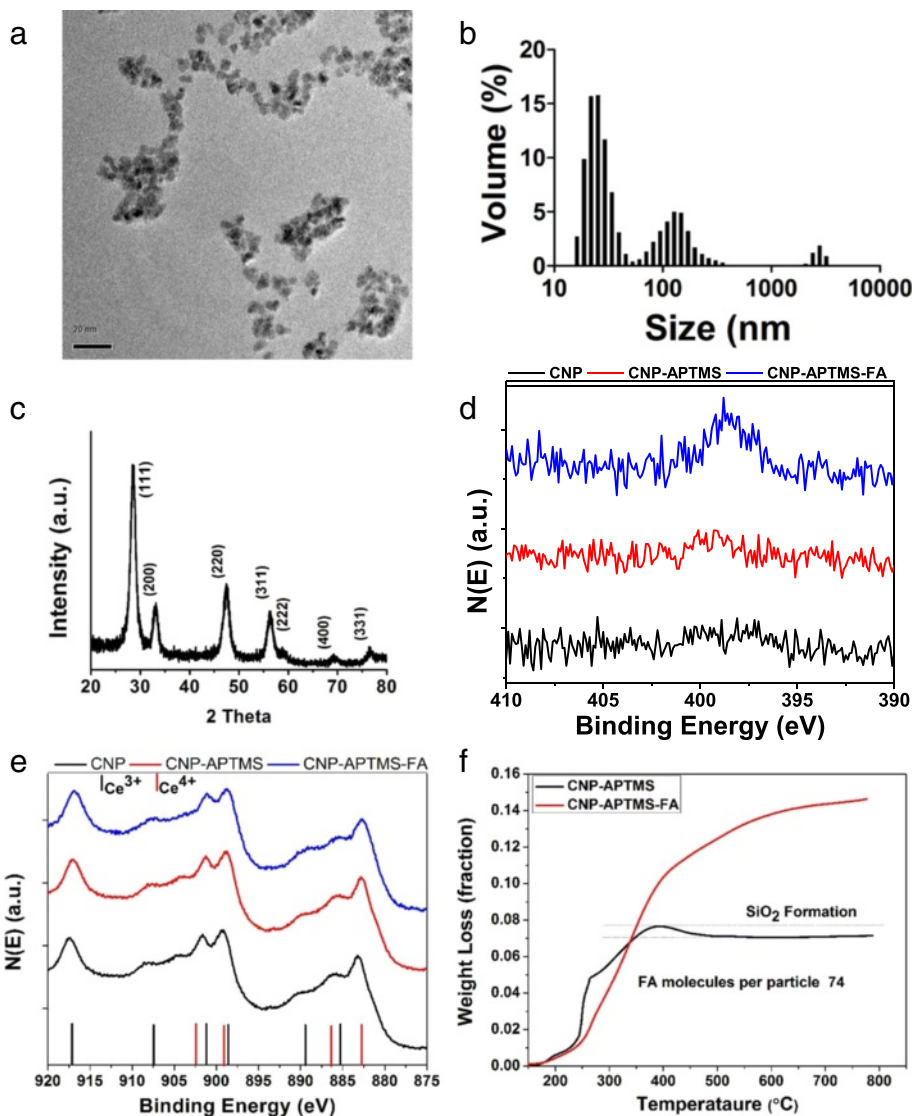 a
20 nm
b
Volume (%)
20
15
10
5
0
10 100 1000 10000
Size (nm
c
Intensity (a.u.)
(111)
(200)
(220)
(311)
(222)
(400)
(331)
20 30 40 50 60 70 80
2 Theta
d
CNP CNP-APTMS CNP-APTMS-FA
N(E) (a.u.)
410 405 400 395 390
Binding Energy (eV)
e
CNP CNP-APTMS CNP-APTMS-FA
Ce3+ Ce4+
N(E) (a.u.)
920 915 910 905 900 895 890 885 880 875
Binding Energy (eV)
f
CNP-APTMS
CNP-APTMS-FA
Weight Loss (fraction)
0.16
0.14
0.12
0.10
0.08
0.06
0.04
0.02
0.00
SiO2 Formation
FA molecules per particle 74
200 300 400 500 600 700 800
Temperataure (°C)